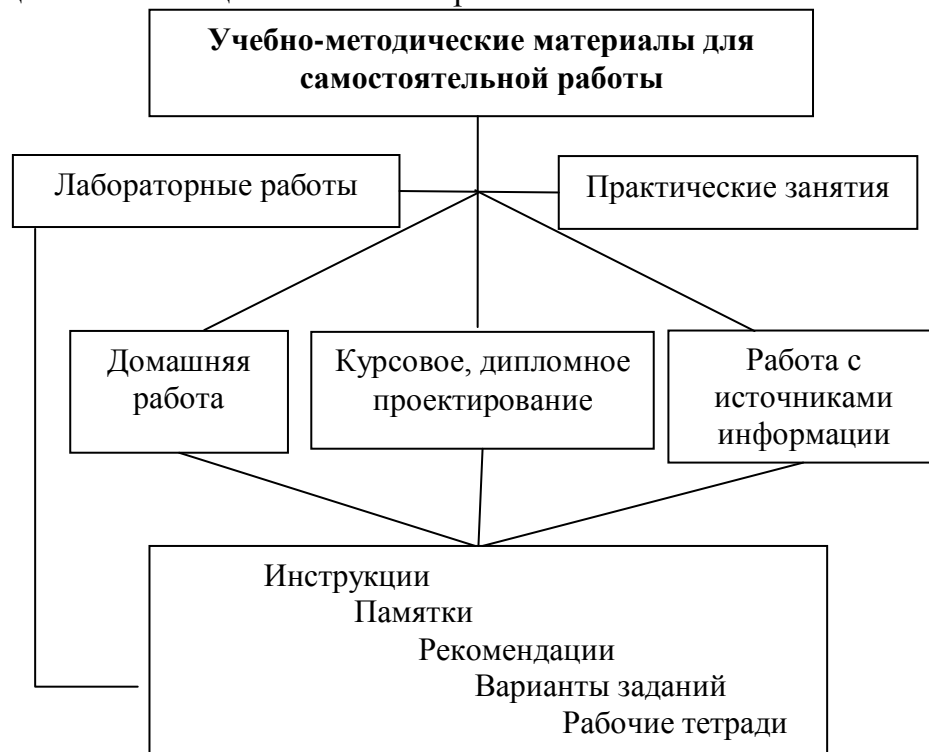 Учебно-методические материалы для
самостоятельной работы
Лабораторные работы
Практические занятия
Домашняя
работа
Курсовое, дипломное
проектирование
Работа с
источниками
информации
Инструкции
Памятки
Рекомендации
Варианты заданий
Рабочие тетради